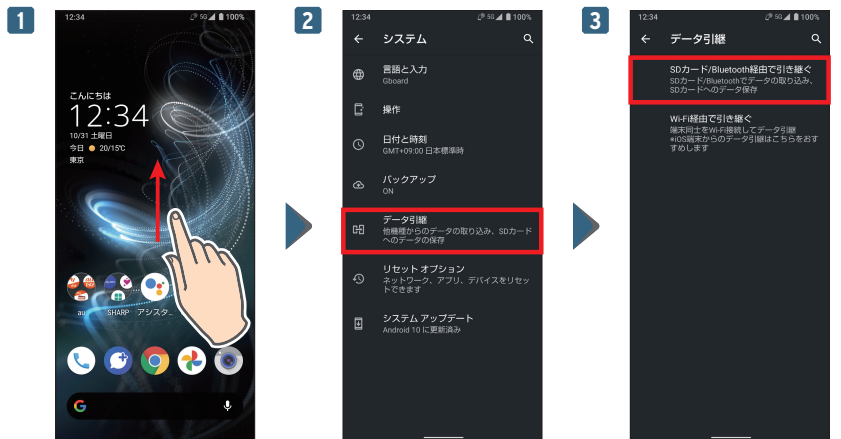 1
12:34
5G
100%
こんにちは
12:34
10/31 土曜日
今日 20/15℃
東京
au
SHARP
アシスタ…
G
2
12:34
5G
100%
システム
言語と入力
Gboard
操作
日付と時刻
GMT+09:00 日本標準時
バックアップ
ON
データ引継
他機種からのデータの取り込み、SDカード
へのデータの保存
リセット オプション
ネットワーク、アプリ、デバイスをリセッ
トできます
システム アップデート
Android 10 に更新済み
3
12:34
5G
100%
データ引継
SDカード/Bluetooth経由で引き継ぐ
SDカード/Bluetoothでデータの取り込み、
SDカードへのデータ保存
Wi-Fi経由で引き継ぐ
端末同士をWi-Fi接続してデータ引継
※iOS端末からのデータ引継はこちらをおす
すめします